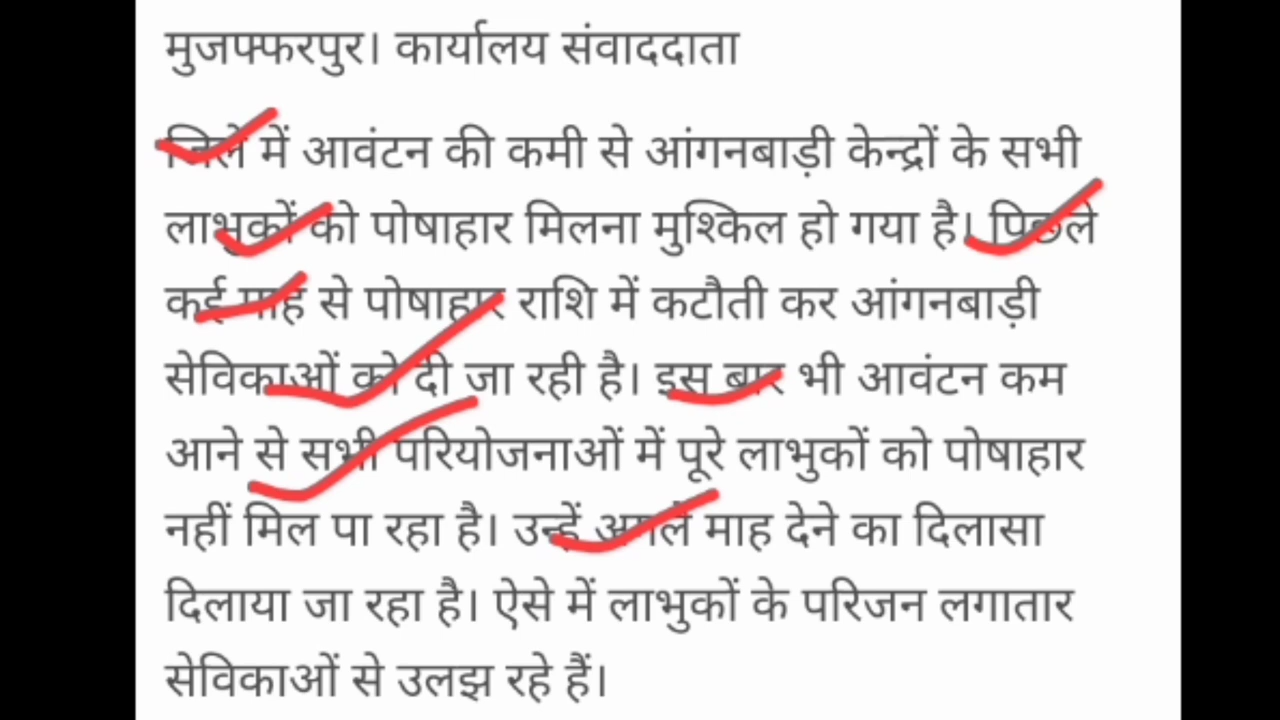 मुजफ्फरपुर। कार्यालय संवाददाता
जिले में आवंटन की कमी से आंगनबाड़ी केन्द्रों के सभी
लाभुकों को पोषाहार मिलना मुश्किल हो गया है। पिछले
कई माह से पोषाहार राशि में कटौती कर आंगनबाड़ी
सेविकाओं को दी जा रही है। इस बार भी आवंटन कम
आने से सभी परियोजनाओं में पूरे लाभुकों को पोषाहार
नहीं मिल पा रहा है। उन्हें अगले माह देने का दिलासा
दिलाया जा रहा है। ऐसे में लाभुकों के परिजन लगातार
सेविकाओं से उलझ रहे हैं।